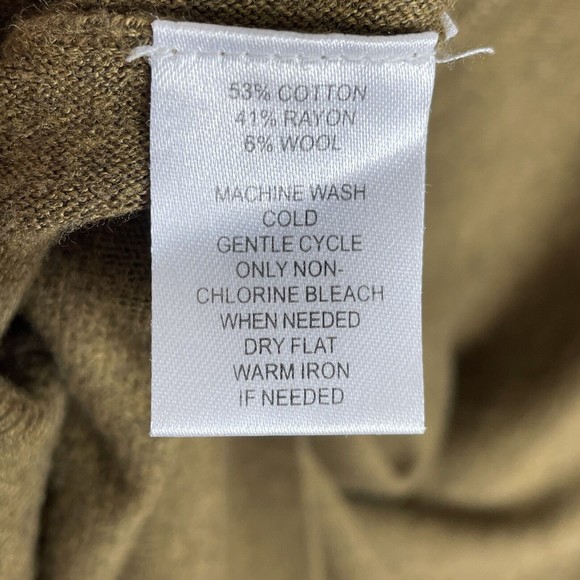 53% COTTON
41% RAYON
6% WOOL
MACHINE WASH
COLD
GENTLE CYCLE
ONLY NON-
CHLORINE BLEACH
WHEN NEEDED
DRY FLAT
WARM IRON
IF NEEDED